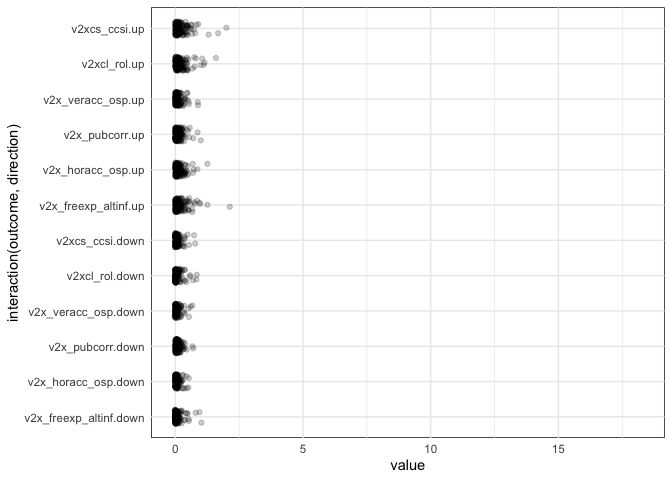 v2xcs_ccsi.up
v2xcl_rol.up
v2x_veracc_osp.up
v2x_pubcorr.up
v2x_horacc_osp.up
v2x_freexp_altinf.up
v2xcs_ccsi.down
v2xcl_rol.down
v2x_veracc_osp.down
v2x_pubcorr.down
v2x_horacc_osp.down
v2x_freexp_altinf.down
interaction(outcome, direction)
0 5 10 15
value